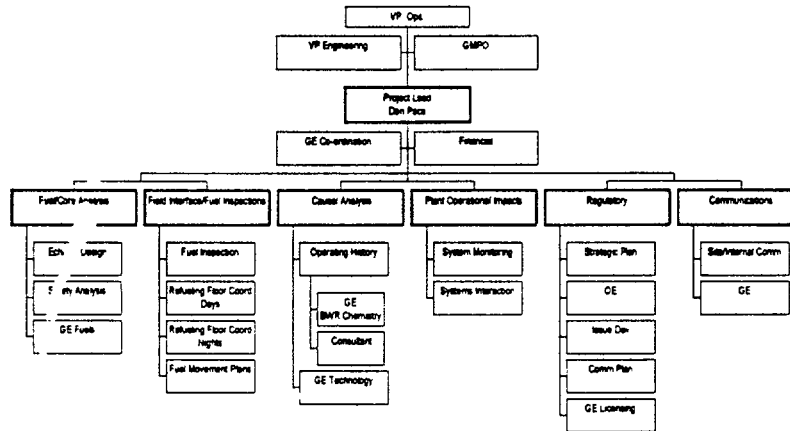 VP Ops
VP Engineering
GMPO
Project Lead
Dan Pace
GE Co-ordination
Financial
Fuel/Core Analysis
Field Interface/Fuel Inspections
Causal Analysis
Plant Operational Impacts
Regulatory
Communications
Design
Fuel Inspection
Operating History
System Monitoring
Strategic Plan
Site/Internal Comm
Safety Analysis
Refueling Floor Coord
Days
GE
BWR Chemistry
Systems Interaction
OE
GE
GE Fuels
Refueling Floor Coord
Nights
Consultant
Issue Dev
Fuel Movement Plans
GE Technology
Comm Plan
GE Licensing